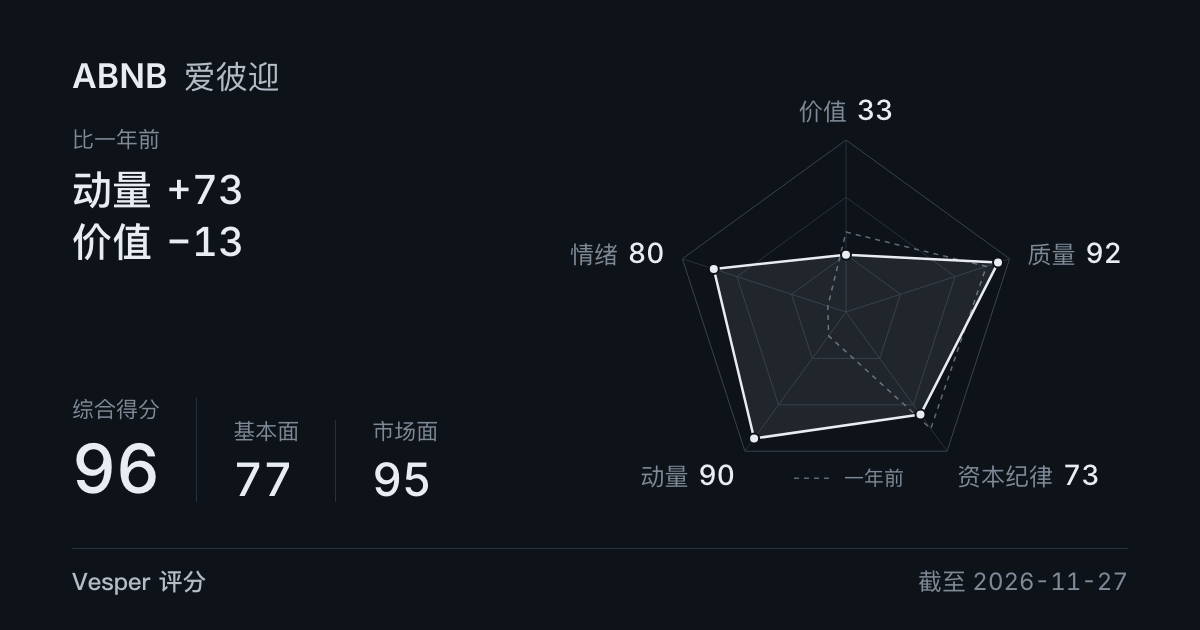 ABNB 爱彼迎
比一年前
动量 +73
价值 −13
综合得分
96
基本面
77
市场面
95
价值 33
质量 92
资本纪律 73
动量 90
情绪 80
一年前
Vesper 评分
截至 2026-11-27